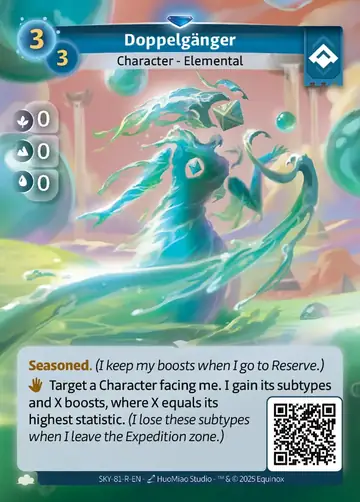 3
3
Doppelgänger
Character - Elemental
0
0
0
Seasoned. (I keep my boosts when I go to Reserve.)
Target a Character facing me. I gain its subtypes
and X boosts, where X equals its
highest statistic. (I lose these subtypes
when I leave the Expedition zone.)
SKY-81-R-EN - HuoMiao Studio - ™ & © 2025 Equinox